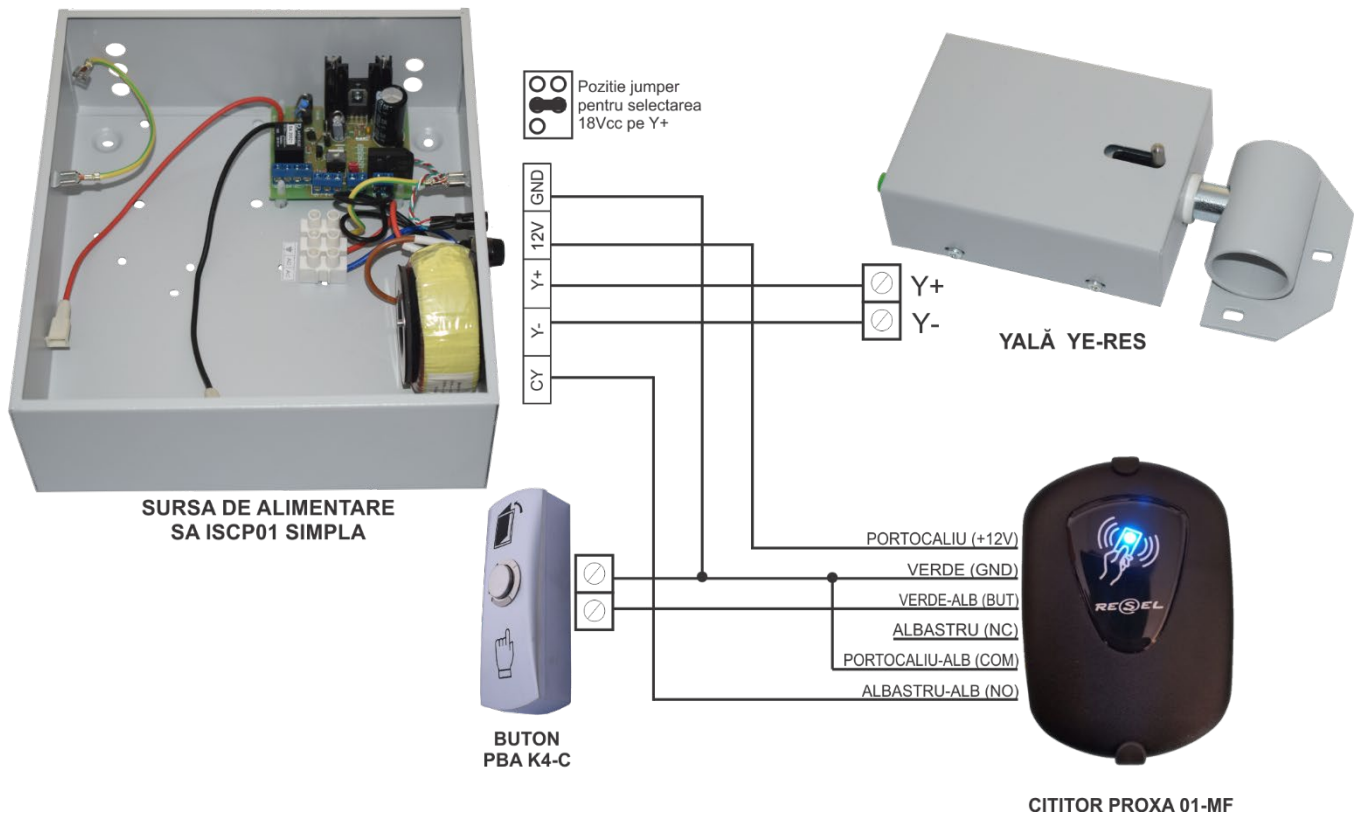 Pozitie jumper
pentru selectarea
18Vcc pe Y+
GND
12V
Y+
Y-
CY
Y+
Y-
YALĂ YE-RES
SURSA DE ALIMENTARE
SA ISCP01 SIMPLA
PORTOCALIU (+12V)
VERDE (GND)
VERDE-ALB (BUT)
ALBASTRU (NC)
PORTOCALIU-ALB (COM)
ALBASTRU-ALB (NO)
RESEL
BUTON
PBA K4-C
CITITOR PROXA 01-MF